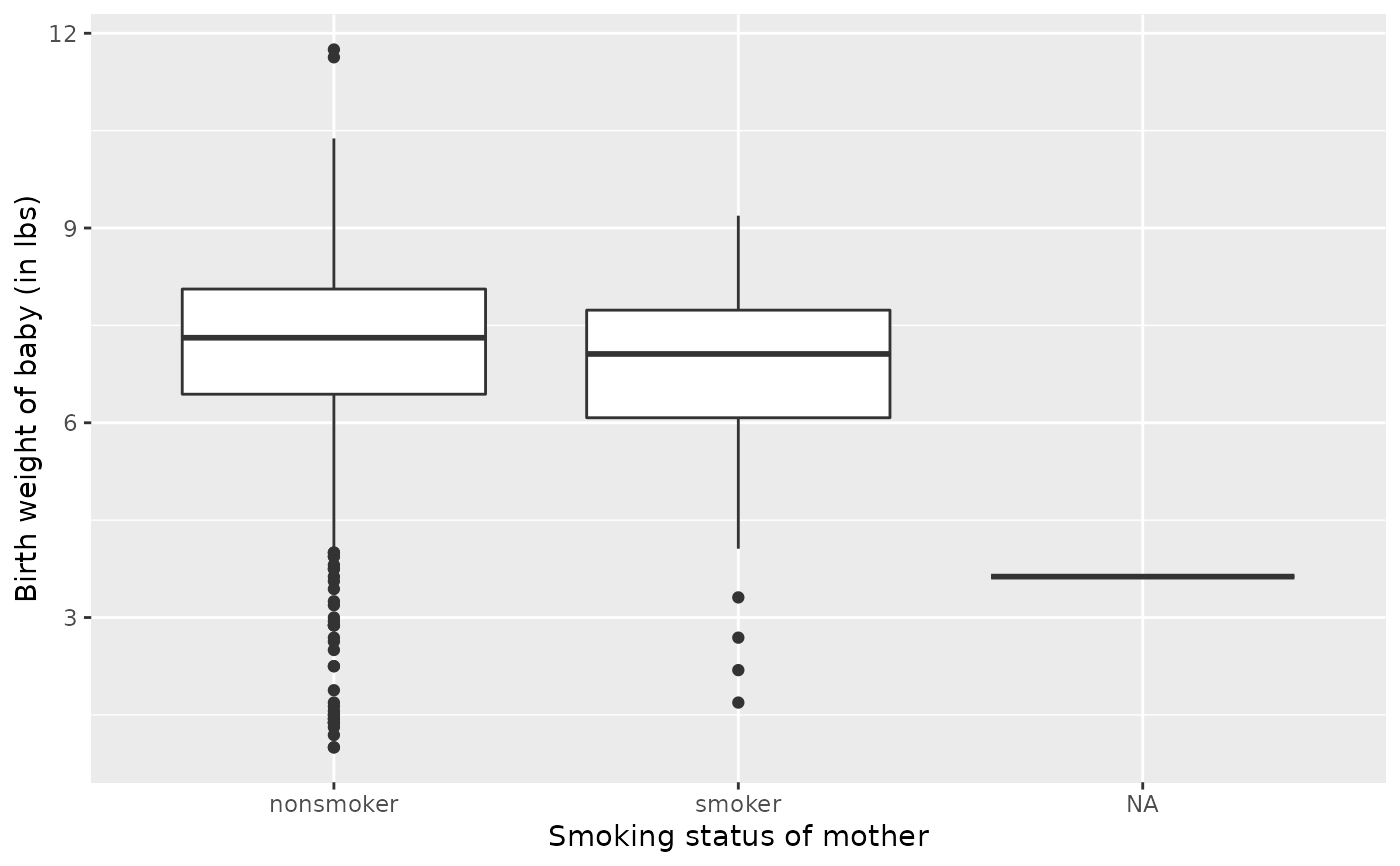 12
9
6
3
Birth weight of baby (in lbs)
nonsmoker smoker NA
Smoking status of mother